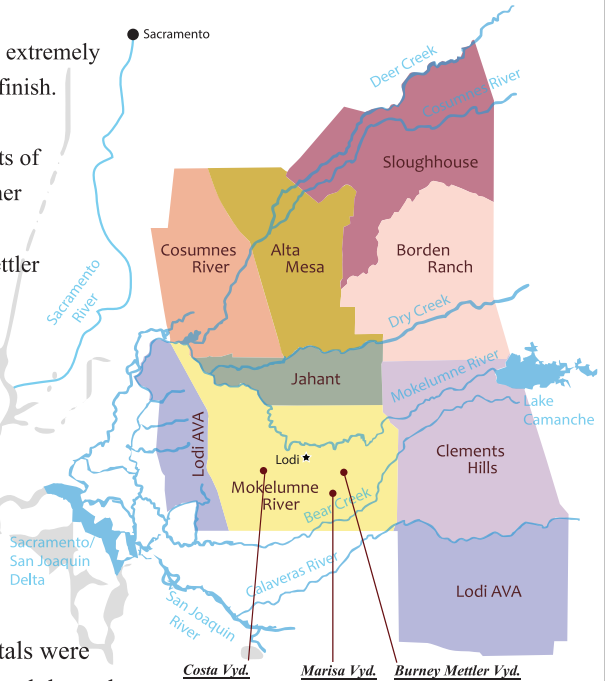 Sacramento
extremely
finish.
Deer Creek
Cosumnes River
ts of
Sloughhouse
ner
Cosumnes
River
Alta
Mesa
Borden
Ranch
ettler
Sacramento
River
Dry Creek
Jahant
Mokelumne River
Lake
Camanche
Lodi AVA
Lodi
Clements
Hills
Mokelumne
River
Bear Creek
Sacramento/
San Joaquin
Delta
Calaveras River
San Joaquin
River
Lodi AVA
tals were
Costa Vyd.
Marisa Vyd.
Burney Mettler Vyd.